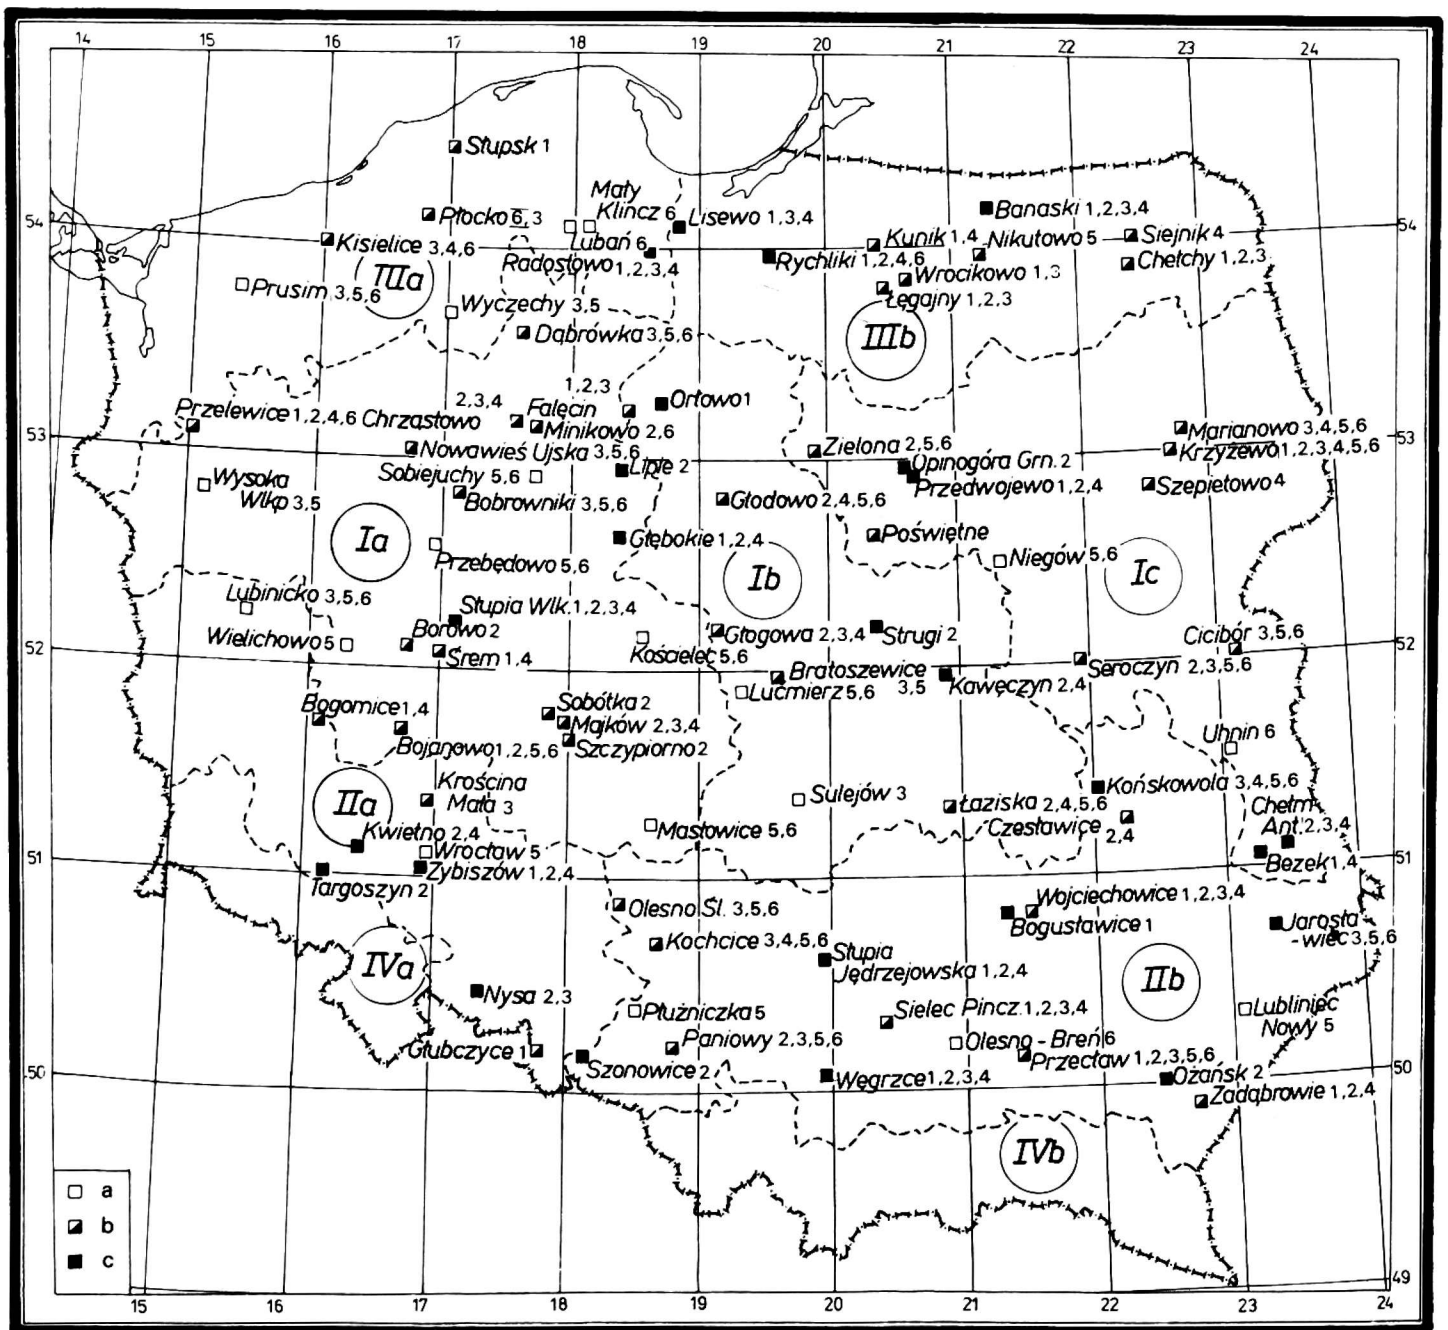 14 15 16 17 18 19 20 21 22 23 24
Słupsk 1
Płocko 6,3
Mały
Klincz 6
Lisewo 1,3,4
Banaski 1,2,3,4
54
54
Kisielice 3,4,6
Lubań 6
Radostowo 1,2,3,4
Rychliki 1,2,4,6
Kunik 1,4
Nikutowo 5
Siejnik 4
Chełchy 1,2,3
Wrocikowo 1,3
Łęgajny 1,2,3
IIIa
Prusim 3,5,6
Wyczechy 3,5
Dąbrówka 3,5,6
IIIb
1,2,3
2,3,4
Falęcin
Ortowo 1
Przelewice 1,2,4,6
Chrząstowo
Minikowo 2,6
53
53
Nowawieś Ujska 3,5,6
Zielona 2,5,6
Marianowo 3,4,5,6
Krzyżewo 1,2,3,4,5,6
Wysoka
Wlkp 3,5
Sobiejuchy 5,6
Lipie 2
Opinogóra Grn. 2
Przedwojewo 1,2,4
Szepietowo 4
Bobrowniki 3,5,6
Głodowo 2,4,5,6
Ia
Głębokie 1,2,4
Poświętne
Przebędowo 5,6
Ib
Niegów 5,6
Ic
Lubinicko 3,5,6
Słupia Wlk. 1,2,3,4
Wielichowo 5
Borowo 2
Śrem 1,4
Kościelec 5,6
Głogowa 2,3,4
Strugi 2
Cicibór 3,5,6
52
52
Bratoszewice
3,5
Lućmierz 5,6
Kawęczyn 2,4
Seroczyn 2,3,5,6
Bogomice 1,4
Sobótka 2
Majków 2,3,4
Szczypiorno 2
Bojanowo 1,2,5,6
Uhnin 6
IIa
Krościna
Mała 3
Sulejów 3
Łaziska 2,4,5,6
Końskowola 3,4,5,6
Czesławice
2,4
Chełm
Ant. 2,3,4
Kwietno 2,4
Masłowice 5,6
Wrocław 5
Bezek 1,4
51
51
Targoszyn 2
Zybiszów 1,2,4
Olesno Śl. 3,5,6
Wojciechowice 1,2,3,4
Bogusławice 1
Jarosła
-wiec 3,5,6
Kochcice 3,4,5,6
IVa
Słupia
Jędrzejowska 1,2,4
IIb
Nysa 2,3
Płużniczka 5
Sielec Pincz. 1,2,3,4
Lubliniec
Nowy 5
Głubczyce 1
Szonowice 2
Paniowy 2,3,5,6
Olesno - Breń 6
Przecław 1,2,3,5,6
50
50
Węgrzce 1,2,3,4
Ożańsk 2
Zadąbrowie 1,2,4
IVb
a
b
c
49
15 16 17 18 19 20 21 22 23 24